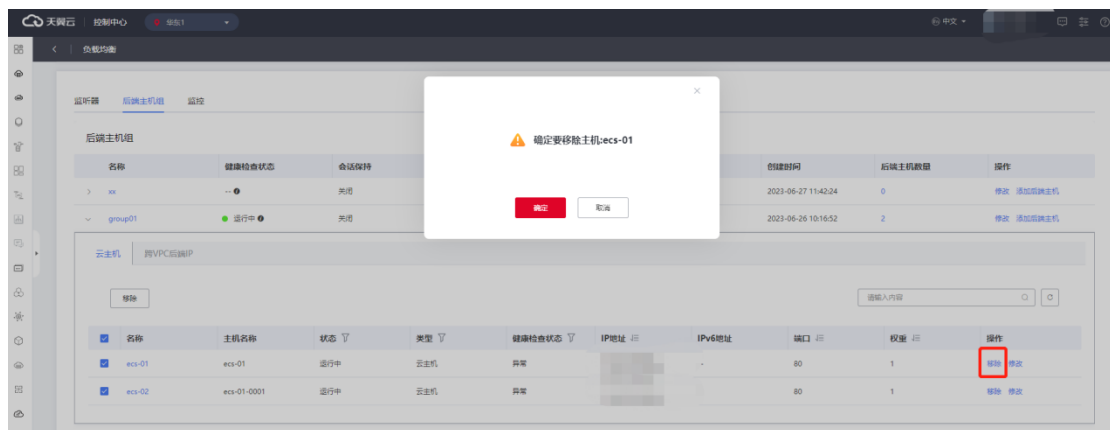 天翼云 控制中心 华东1 中文
负载均衡
监听器 后端主机组 监控
后端主机组
确定要移除主机:ecs-01
确定 取消
名称 健康检查状态 会话保持 创建时间 后端主机数量 操作
-- 关闭 2023-06-27 11:42:24 0 修改 添加后端主机
group01 运行中 关闭 2023-06-26 10:16:52 2 修改 添加后端主机
云主机 跨VPC后端IP
移除 请输入内容
名称 主机名称 状态 类型 健康检查状态 IP地址 IPv6地址 端口 权重 操作
ecs-01 ecs-01 运行中 云主机 异常 - 80 1 移除 修改
ecs-02 ecs-01-0001 运行中 云主机 异常 80 1 移除 修改